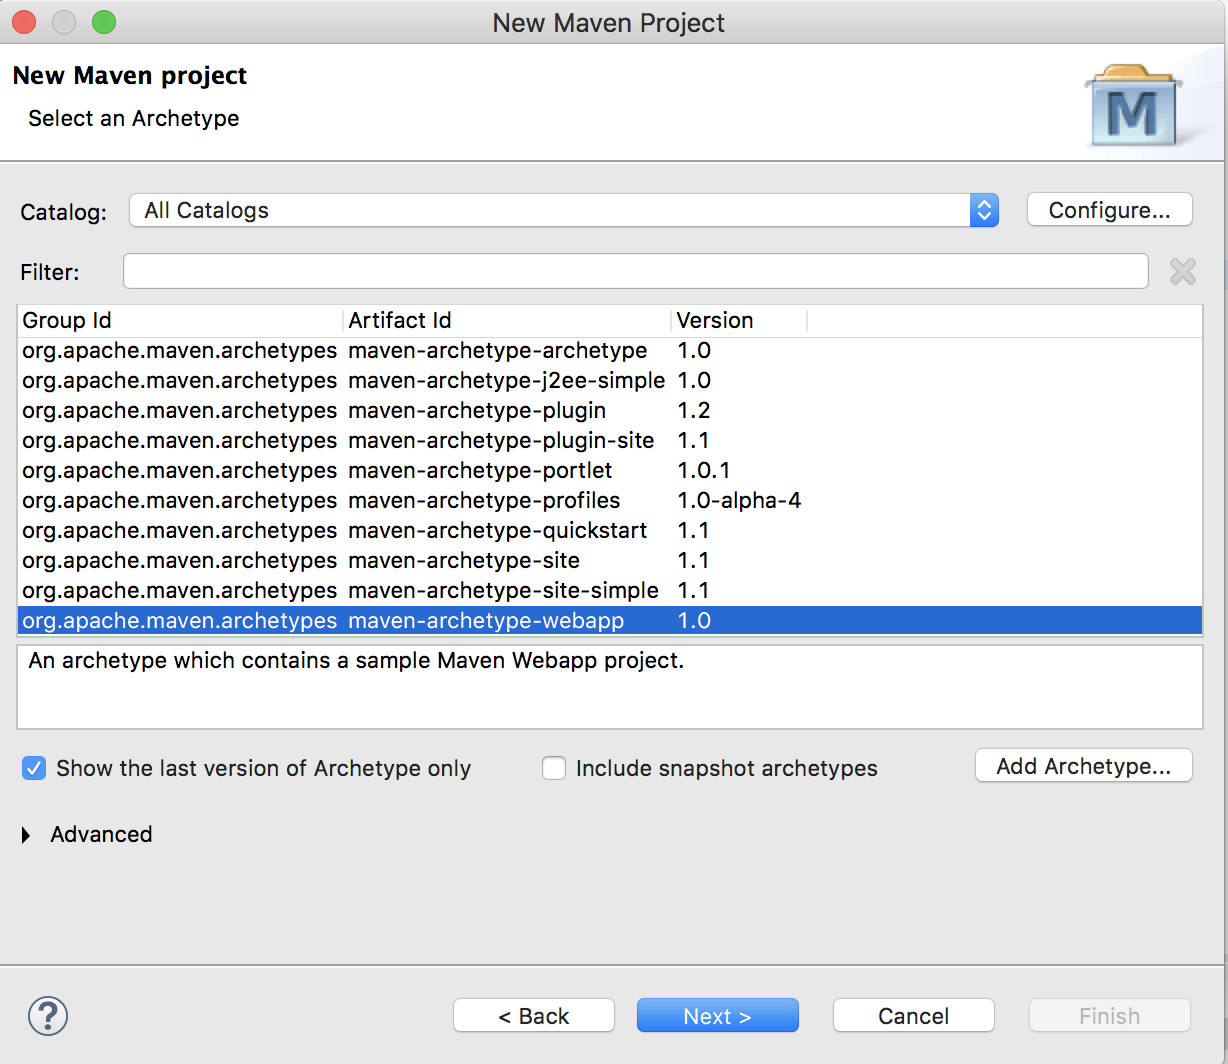 New Maven Project
New Maven project
Select an Archetype
M
Catalog: All Catalogs Configure...
Filter:
Group Id Artifact Id Version
org.apache.maven.archetypes maven-archetype-archetype 1.0
org.apache.maven.archetypes maven-archetype-j2ee-simple 1.0
org.apache.maven.archetypes maven-archetype-plugin 1.2
org.apache.maven.archetypes maven-archetype-plugin-site 1.1
org.apache.maven.archetypes maven-archetype-portlet 1.0.1
org.apache.maven.archetypes maven-archetype-profiles 1.0-alpha-4
org.apache.maven.archetypes maven-archetype-quickstart 1.1
org.apache.maven.archetypes maven-archetype-site 1.1
org.apache.maven.archetypes maven-archetype-site-simple 1.1
org.apache.maven.archetypes maven-archetype-webapp 1.0
An archetype which contains a sample Maven Webapp project.
Show the last version of Archetype only Include snapshot archetypes Add Archetype...
Advanced
? < Back Next > Cancel Finish